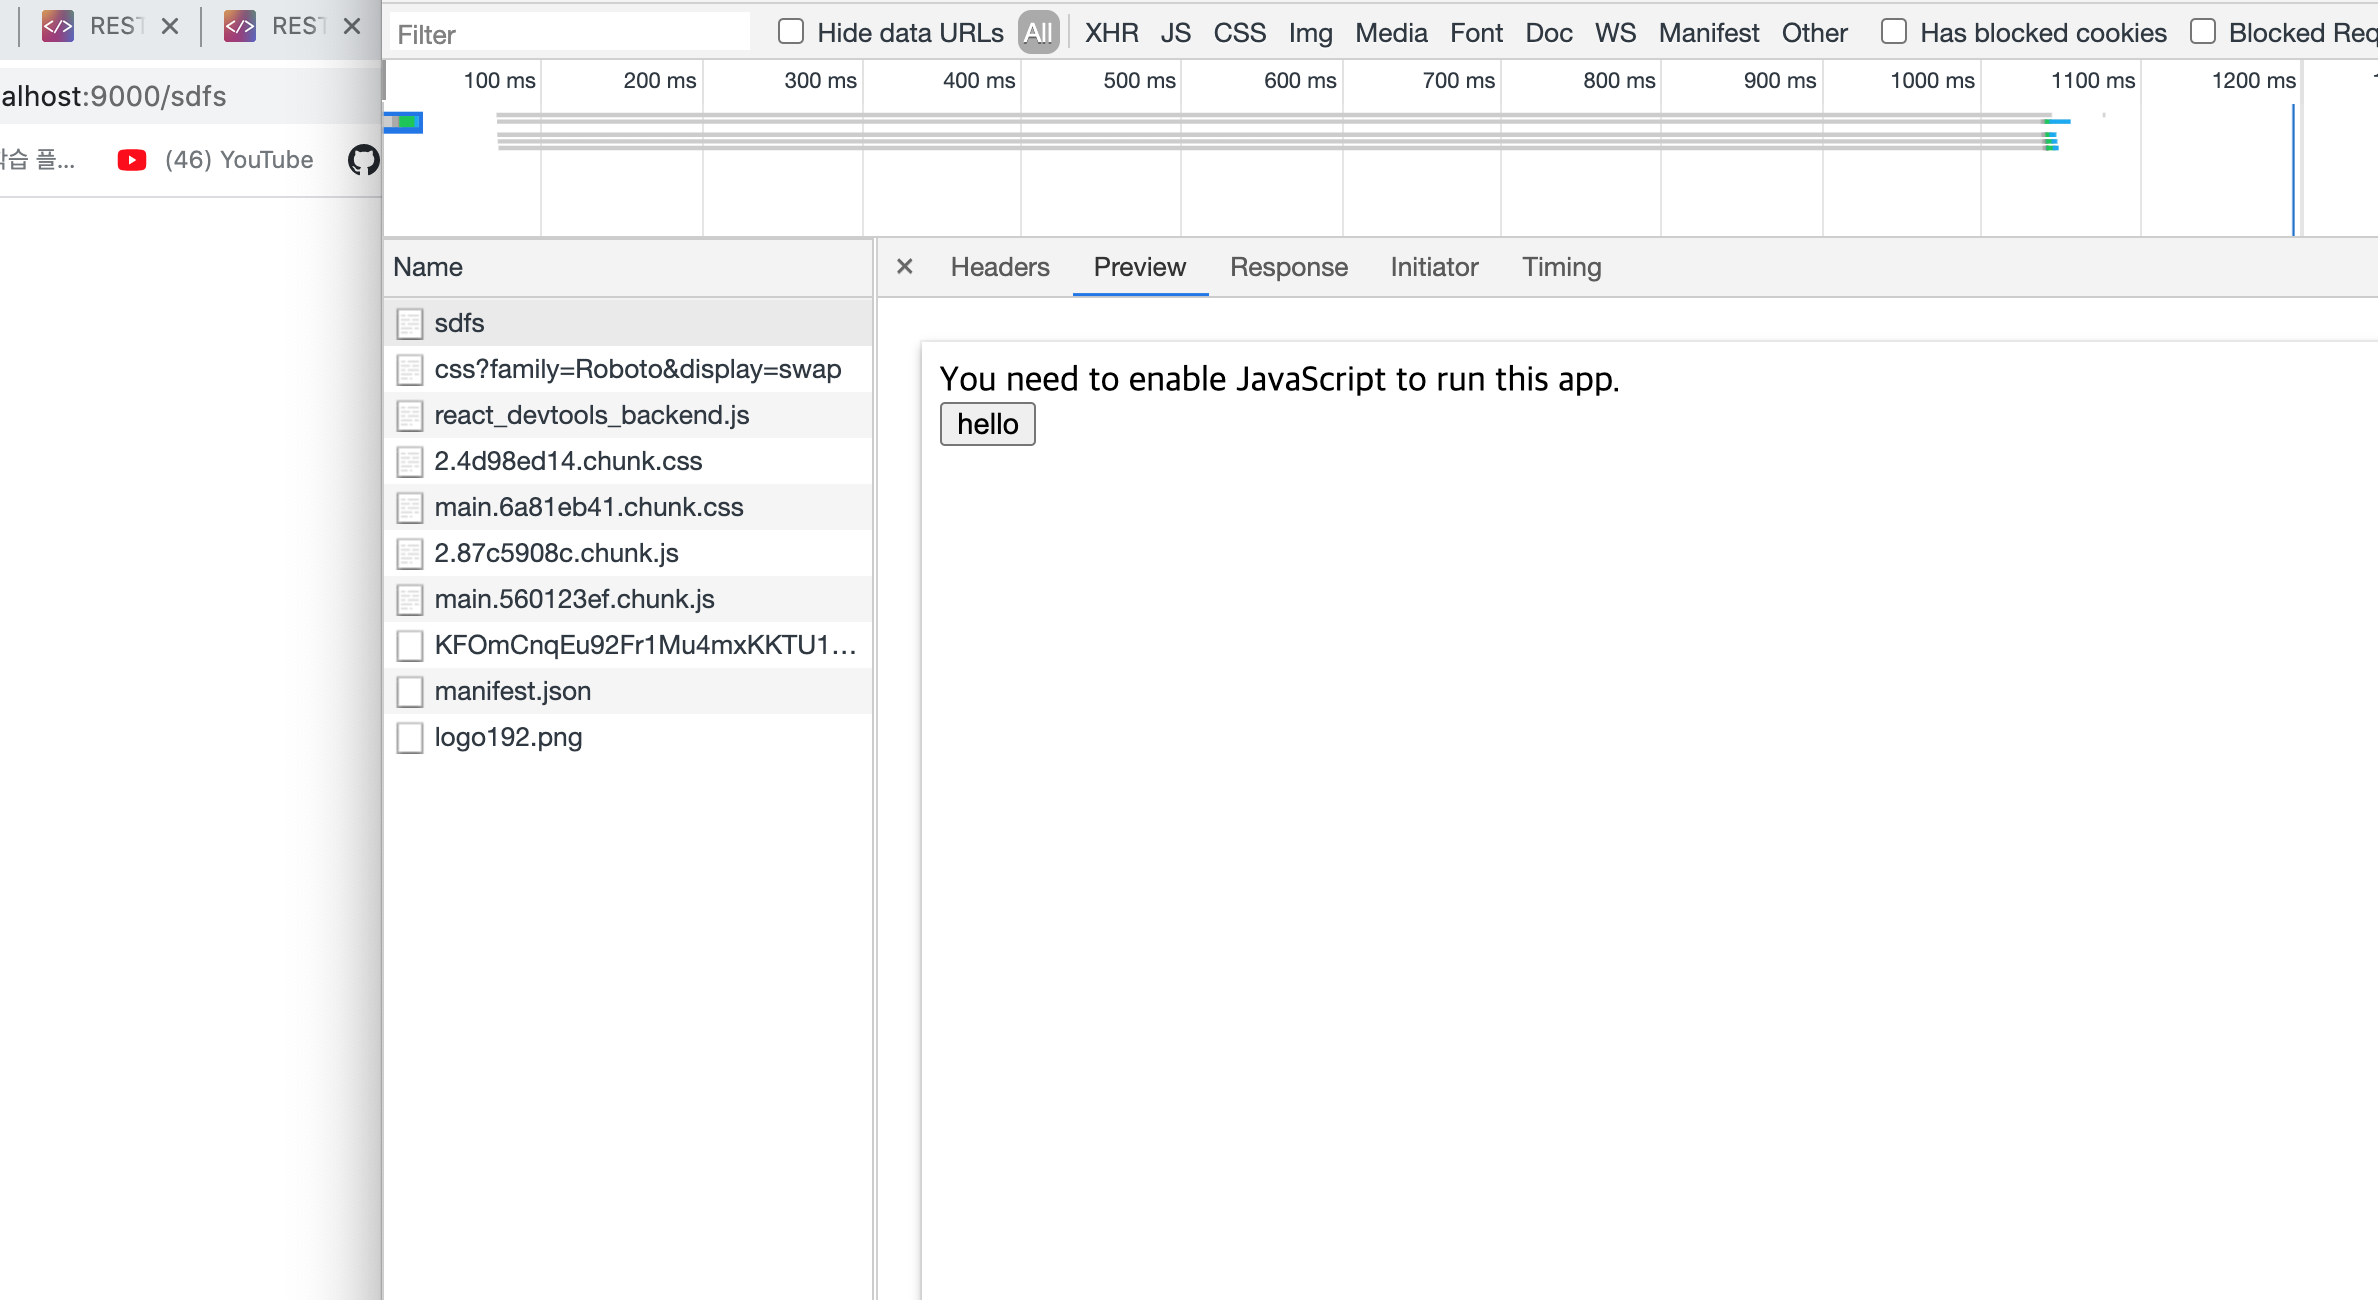 REST
REST
alhost:9000/sdfs
학습 플...
(46) YouTube
Filter
Hide data URLs
All
XHR
JS
CSS
Img
Media
Font
Doc
WS
Manifest
Other
Has blocked cookies
Blocked Req
100 ms
200 ms
300 ms
400 ms
500 ms
600 ms
700 ms
800 ms
900 ms
1000 ms
1100 ms
1200 ms
Name
Headers
Preview
Response
Initiator
Timing
sdfs
css?family=Roboto&display=swap
react_devtools_backend.js
2.4d98ed14.chunk.css
main.6a81eb41.chunk.css
2.87c5908c.chunk.js
main.560123ef.chunk.js
KFOmCnqEu92Fr1Mu4mxKKTU1...
manifest.json
logo192.png
You need to enable JavaScript to run this app.
hello